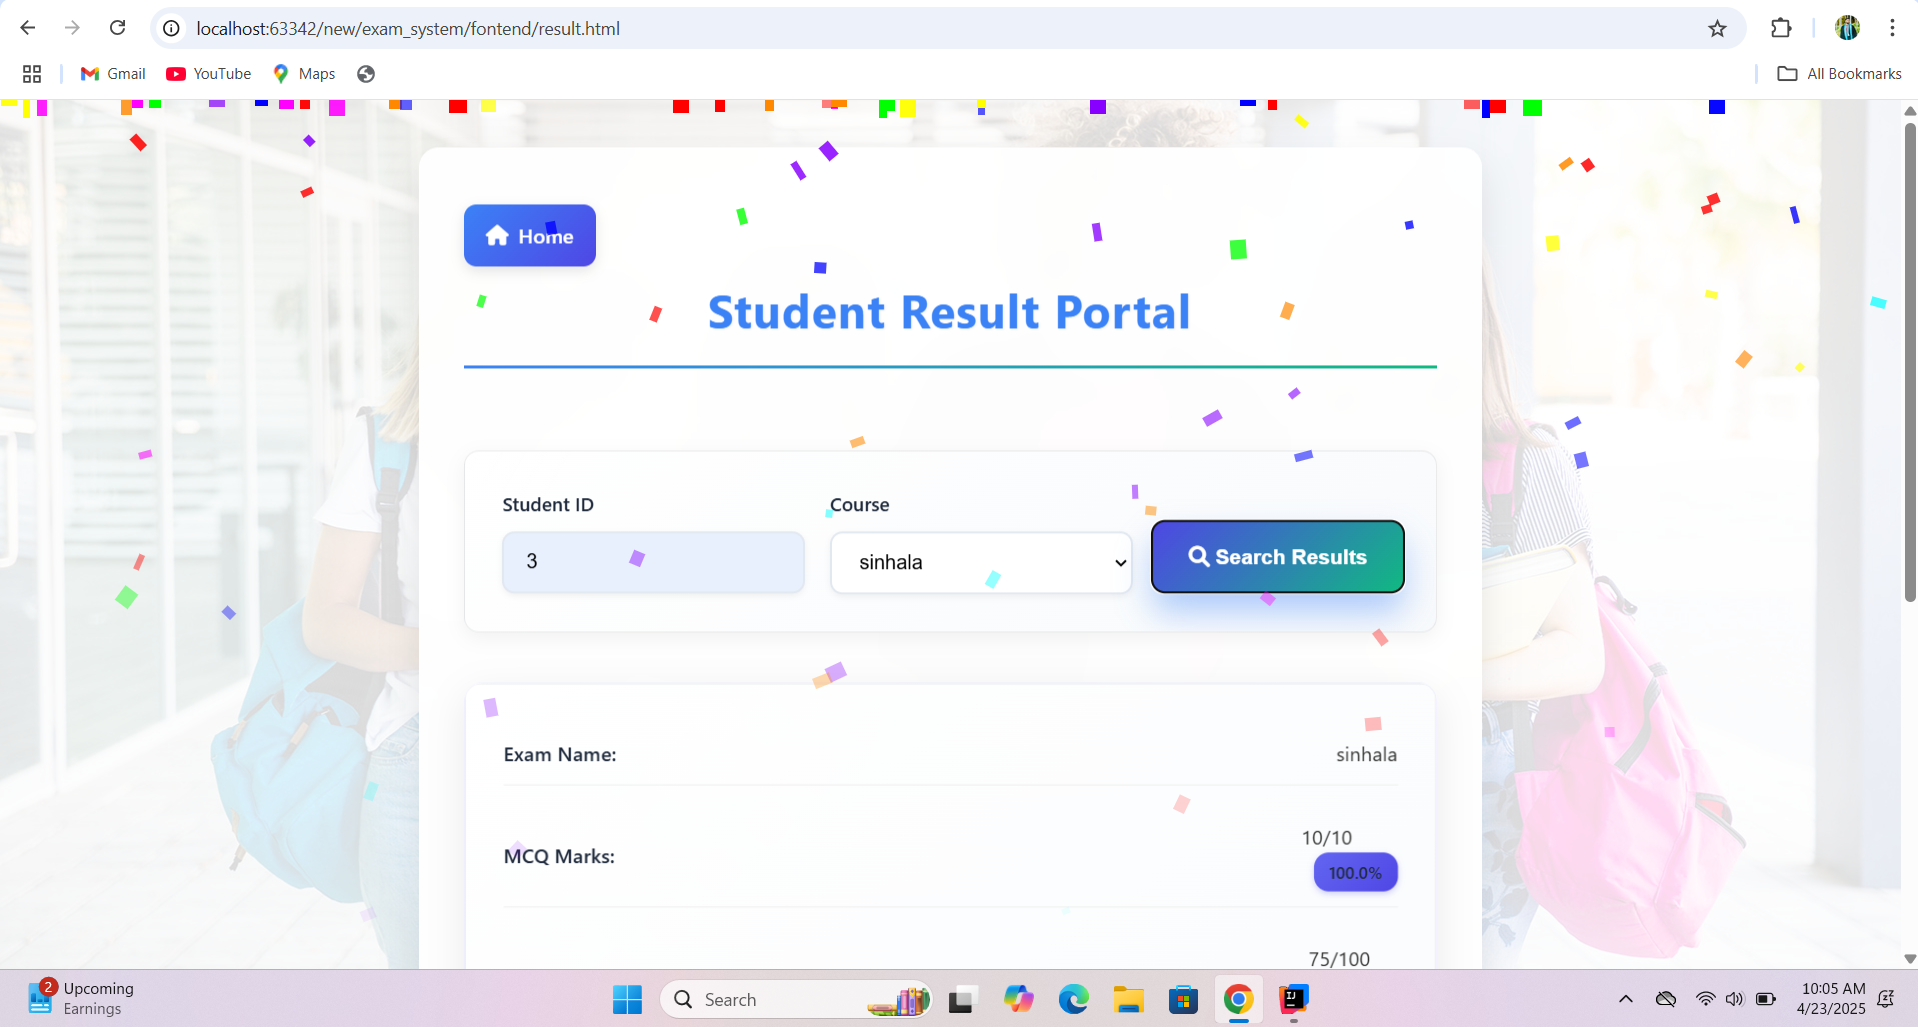 localhost:63342/new/exam_system/fontend/result.html
Gmail
YouTube
Maps
All Bookmarks
Home
Student Result Portal
Student ID
Course
3
sinhala
Search Results
Exam Name:
sinhala
MCQ Marks:
10/10
100.0%
75/100
2
Upcoming
Earnings
Search
IJ
10:05 AM
4/23/2025